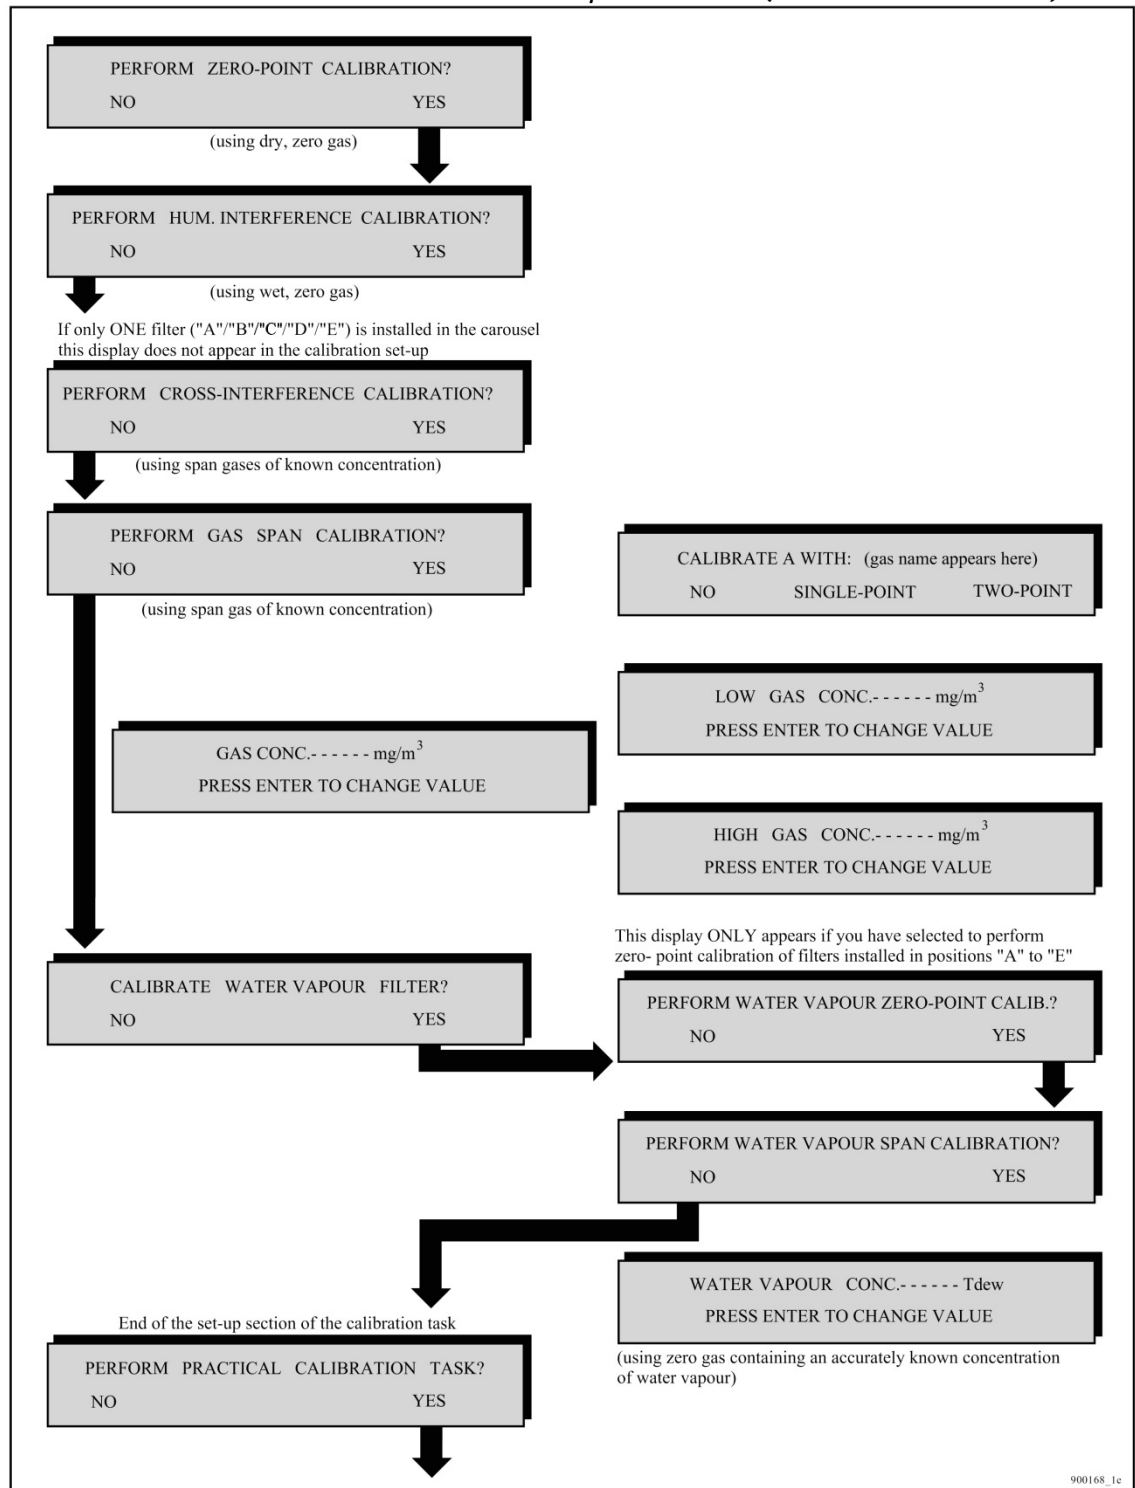 PERFORM ZERO-POINT CALIBRATION?
NO YES
(using dry, zero gas)
PERFORM HUM. INTERFERENCE CALIBRATION?
NO YES
(using wet, zero gas)
If only ONE filter ("A"/"B"/"C"/"D"/"E") is installed in the carousel
this display does not appear in the calibration set-up
PERFORM CROSS-INTERFERENCE CALIBRATION?
NO YES
(using span gases of known concentration)
PERFORM GAS SPAN CALIBRATION?
NO YES
(using span gas of known concentration)
CALIBRATE A WITH: (gas name appears here)
NO SINGLE-POINT TWO-POINT
LOW GAS CONC.- - - - - - mg/m³
PRESS ENTER TO CHANGE VALUE
GAS CONC.- - - - - - mg/m³
PRESS ENTER TO CHANGE VALUE
HIGH GAS CONC.- - - - - - mg/m³
PRESS ENTER TO CHANGE VALUE
CALIBRATE WATER VAPOUR FILTER?
NO YES
This display ONLY appears if you have selected to perform
zero- point calibration of filters installed in positions "A" to "E"
PERFORM WATER VAPOUR ZERO-POINT CALIB.?
NO YES
PERFORM WATER VAPOUR SPAN CALIBRATION?
NO YES
WATER VAPOUR CONC.- - - - - - Tdew
PRESS ENTER TO CHANGE VALUE
(using zero gas containing an accurately known concentration
of water vapour)
End of the set-up section of the calibration task
PERFORM PRACTICAL CALIBRATION TASK?
NO YES
900168_1e